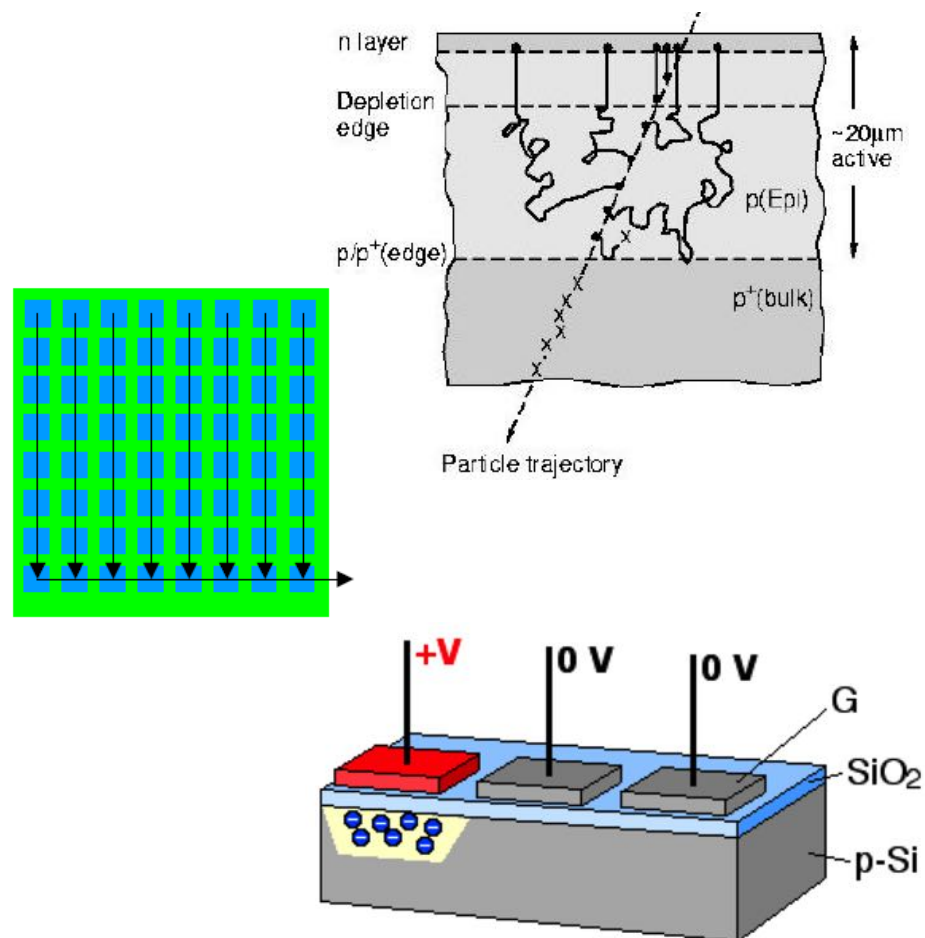 n layer
Depletion
edge
~20μm
active
p(Epi)
p/p⁺(edge)
p⁺(bulk)
Particle trajectory
+V
0 V
0 V
G
SiO₂
p-Si